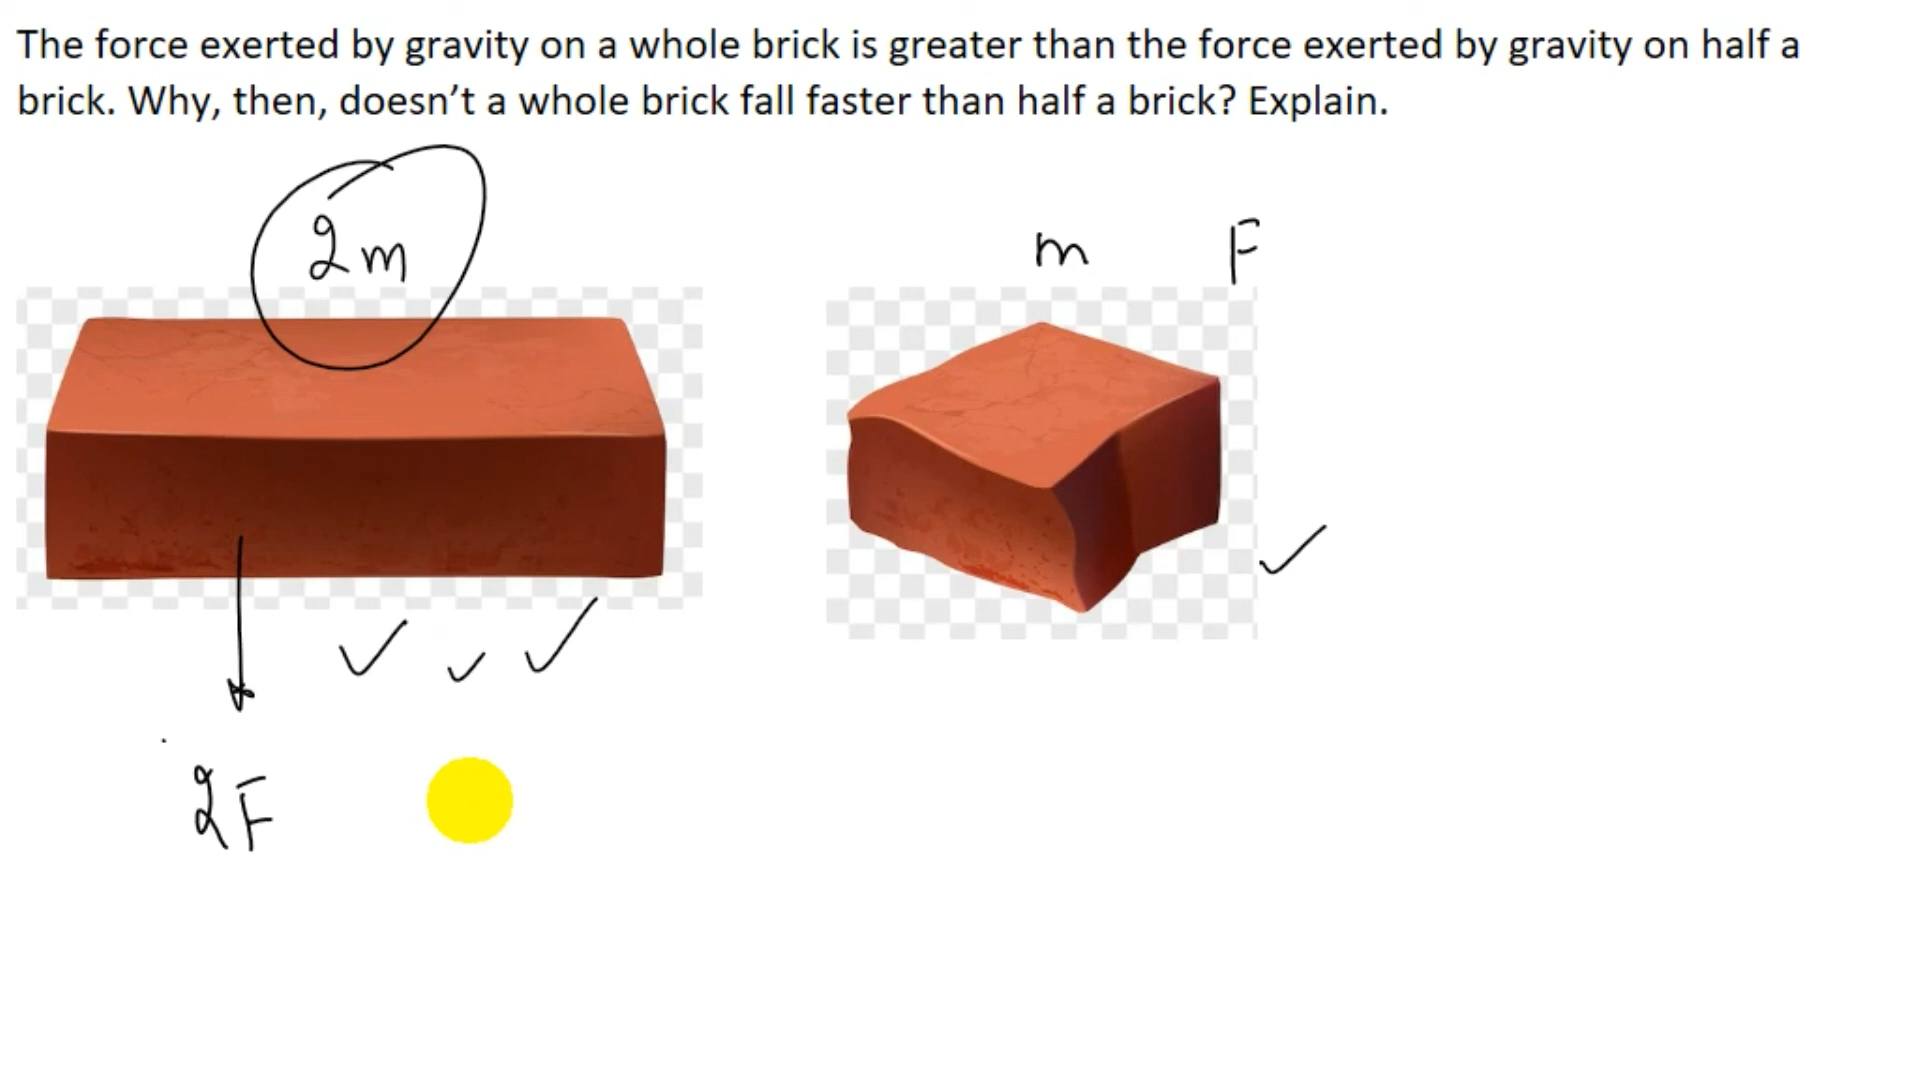 The force exerted by gravity on a whole brick is greater than the force exerted by gravity on half a
brick. Why, then, doesn’t a whole brick fall faster than half a brick? Explain.
2m
m F
2F